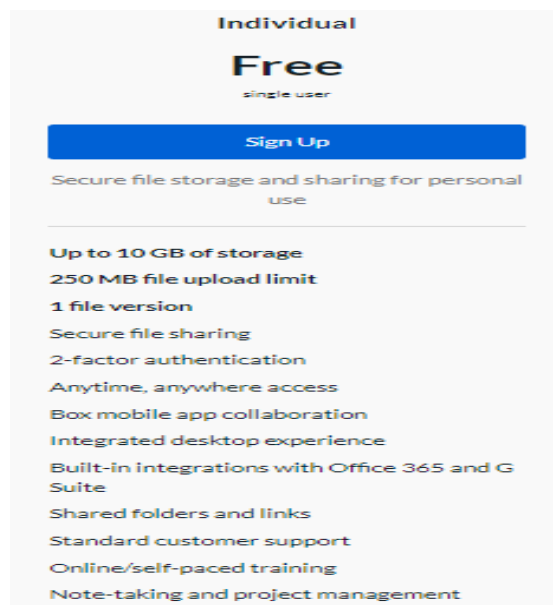 Individual
Free
single user
Sign Up
Secure file storage and sharing for personal
use
Up to 10 GB of storage
250 MB file upload limit
1 file version
Secure file sharing
2-factor authentication
Anytime, anywhere access
Box mobile app collaboration
Integrated desktop experience
Built-in integrations with Office 365 and G
Suite
Shared folders and links
Standard customer support
Online/self-paced training
Note-taking and project management